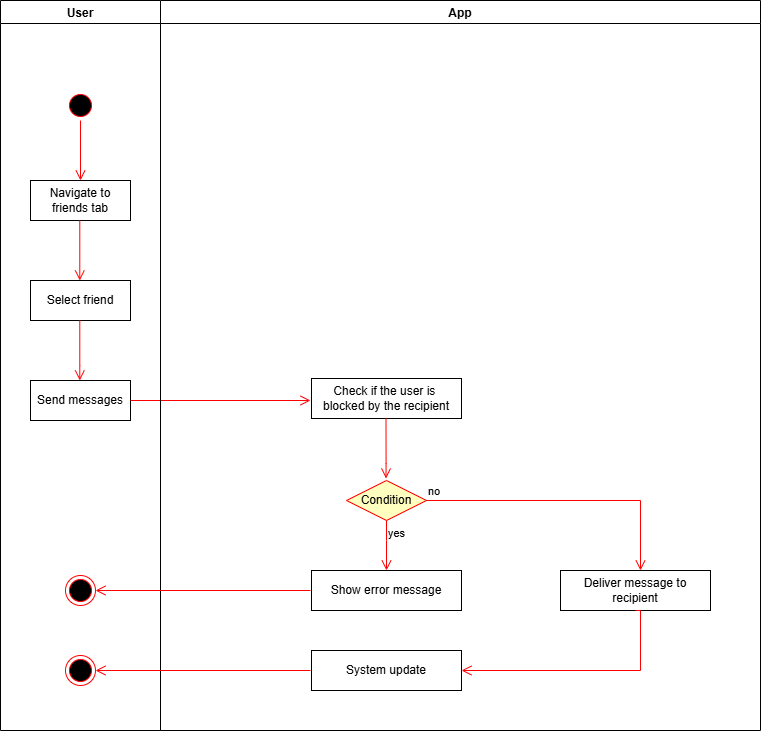 User
App
Navigate to
friends tab
Select friend
Send messages
Check if the user is
blocked by the recipient
Condition
no
yes
Show error message
Deliver message to
recipient
System update